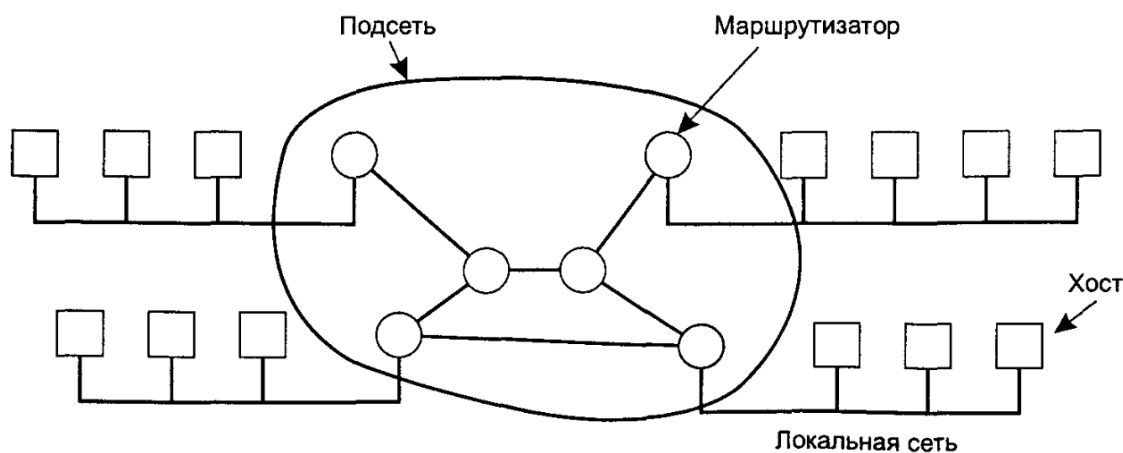 Подсеть
Маршрутизатор
Хост
Локальная сеть